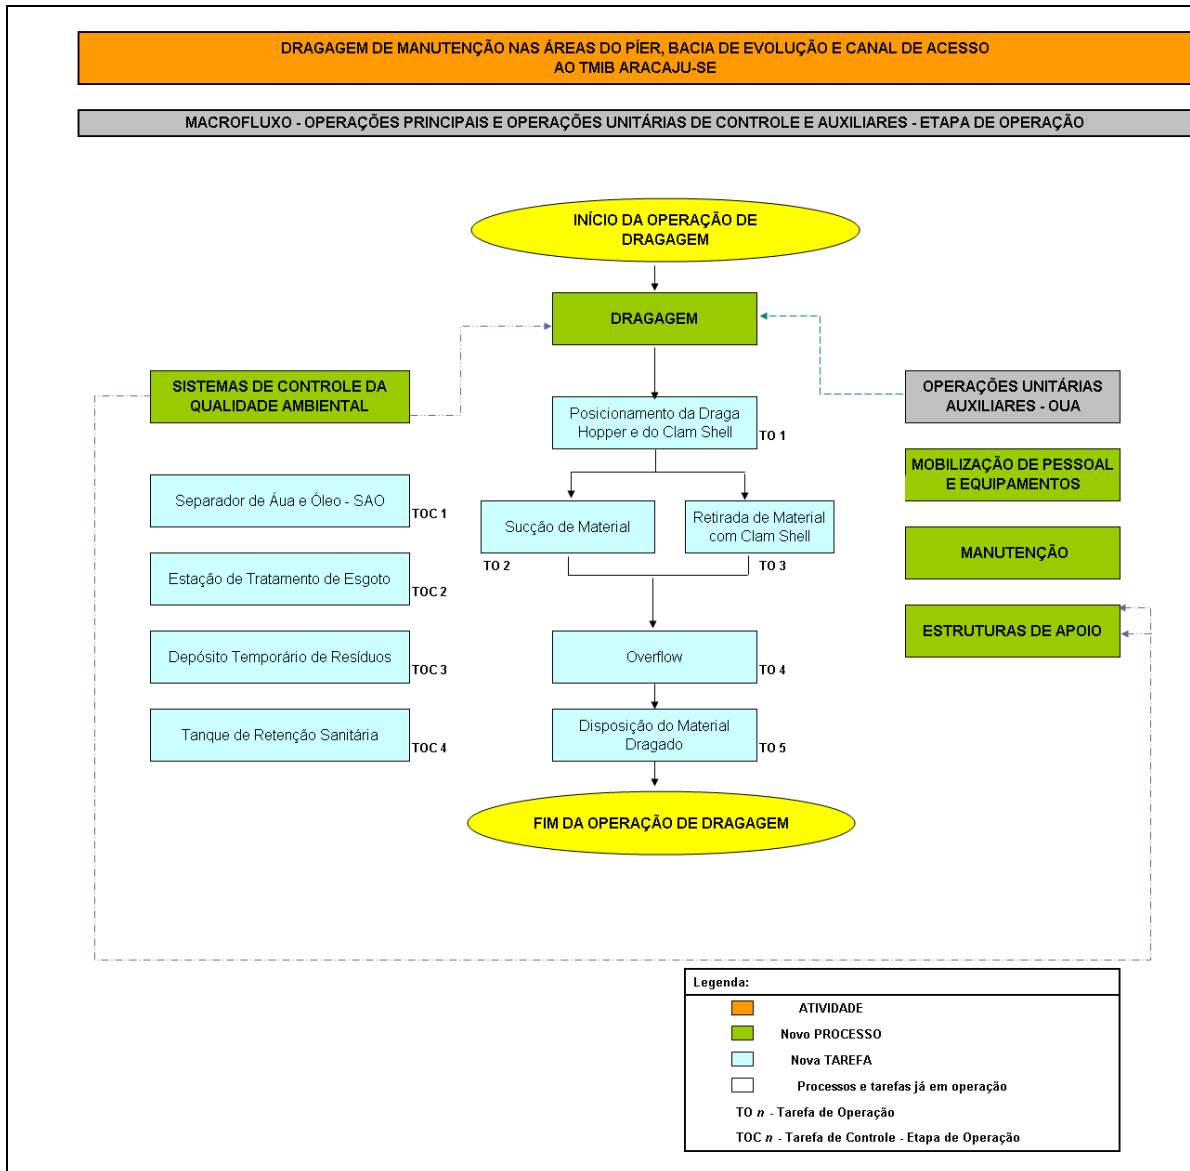 DRAGAGEM DE MANUTENÇÃO NAS ÁREAS DO PÍER, BACIA DE EVOLUÇÃO E CANAL DE ACESSO
AO TMIB ARACAJU-SE
MACROFLUXO - OPERAÇÕES PRINCIPAIS E OPERAÇÕES UNITÁRIAS DE CONTROLE E AUXILIARES - ETAPA DE OPERAÇÃO
INÍCIO DA OPERAÇÃO DE
DRAGAGEM
DRAGAGEM
SISTEMAS DE CONTROLE DA
QUALIDADE AMBIENTAL
Separador de Áua e Óleo - SAO
TOC 1
Estação de Tratamento de Esgoto
TOC 2
Depósito Temporário de Resíduos
TOC 3
Tanque de Retenção Sanitária
TOC 4
Posicionamento da Draga
Hopper e do Clam Shell
TO 1
Sucção de Material
TO 2
Retirada de Material
com Clam Shell
TO 3
Overflow
TO 4
Disposição do Material
Dragado
TO 5
FIM DA OPERAÇÃO DE DRAGAGEM
OPERAÇÕES UNITÁRIAS
AUXILIARES - OUA
MOBILIZAÇÃO DE PESSOAL
E EQUIPAMENTOS
MANUTENÇÃO
ESTRUTURAS DE APOIO
Legenda:
ATIVIDADE
Novo PROCESSO
Nova TAREFA
Processos e tarefas já em operação
TO n - Tarefa de Operação
TOC n - Tarefa de Controle - Etapa de Operação